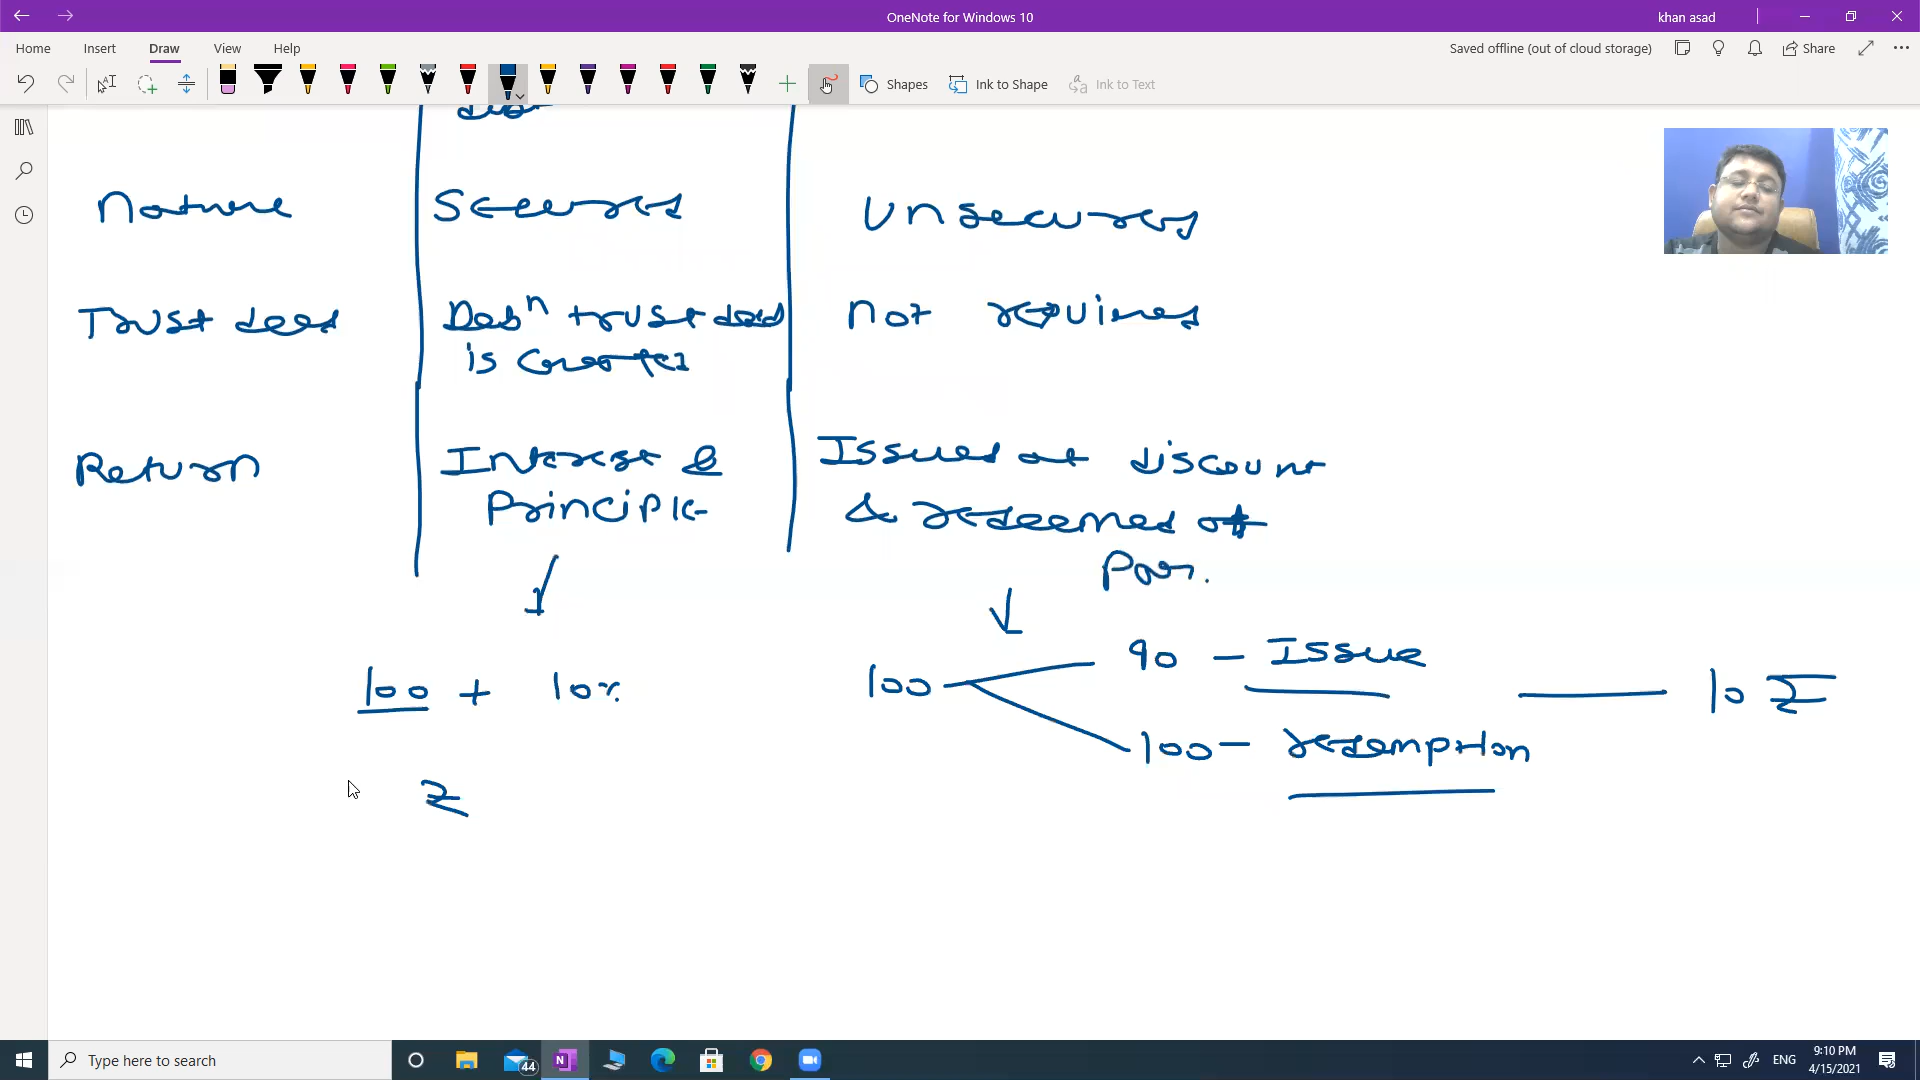 OneNote for Windows 10
khan asad
Home Insert Draw View Help
Saved offline (out of cloud storage)
Share
Shapes
Ink to Shape
Ink to Text
debt
Nature Secured Unsecured
Trust deed Debⁿ trust deed Not required
is created
Return Interest & Issued at discount
Principle & redeemed at
Par.
100 + 10%
100 90 - Issue
100 - redemption
10
Type here to search
44
ENG
9:10 PM
4/15/2021